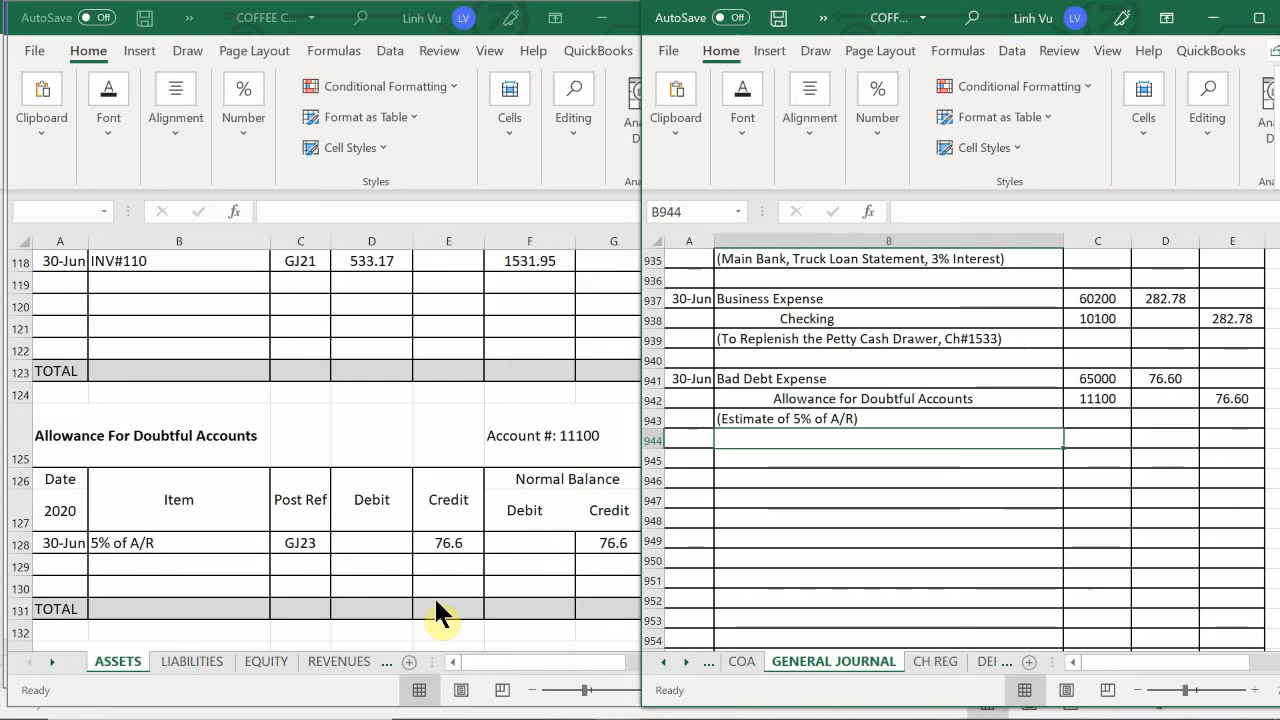 AutoSave Off » COFFEE C... Linh Vu LV
File Home Insert Draw Page Layout Formulas Data Review View Help QuickBooks
Clipboard Font Alignment Number Conditional Formatting Format as Table Cell Styles Styles Cells Editing
fx
A B C D E F G
118 30-Jun INV#110 GJ21 533.17 1531.95
119
120
121
122
123 TOTAL
124
125 Allowance For Doubtful Accounts Account #: 11100
126 Date Item Post Ref Debit Credit Normal Balance
127 2020 Debit Credit
128 30-Jun 5% of A/R GJ23 76.6 76.6
129
130
131 TOTAL
132
ASSETS LIABILITIES EQUITY REVENUES ...
Ready
AutoSave Off » COFF... Linh Vu LV
File Home Insert Draw Page Layout Formulas Data Review View Help QuickBooks
Clipboard Font Alignment Number Conditional Formatting Format as Table Cell Styles Styles Cells Editing
B944 fx
A B C D E
935 (Main Bank, Truck Loan Statement, 3% Interest)
936
937 30-Jun Business Expense 60200 282.78
938 Checking 10100 282.78
939 (To Replenish the Petty Cash Drawer, Ch#1533)
940
941 30-Jun Bad Debt Expense 65000 76.60
942 Allowance for Doubtful Accounts 11100 76.60
943 (Estimate of 5% of A/R)
944
945
946
947
948
949
950
951
952
953
954
... COA GENERAL JOURNAL CH REG DEI ...
Ready